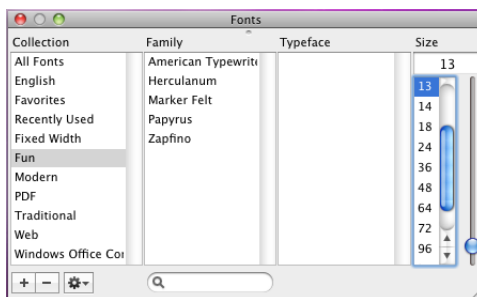 Fonts
Collection Family Typeface Size
All Fonts
English
Favorites
Recently Used
Fixed Width
Fun
Modern
PDF
Traditional
Web
Windows Office Cor
American Typewrite
Herculanum
Marker Felt
Papyrus
Zapfino
13
13
14
18
24
36
48
64
72
96